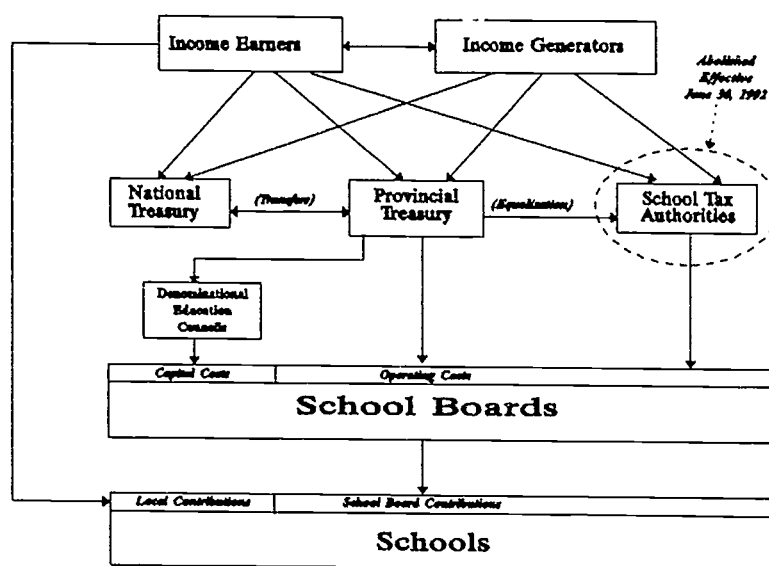 Income Earners
Income Generators
Abolished
Effective
June 30, 1992
National
Treasury
(Transfers)
Provincial
Treasury
(Equalization)
School Tax
Authorities
Denominational
Education
Councils
Capital Costs
Operating Costs
School Boards
Local Contributions
School Board Contributions
Schools